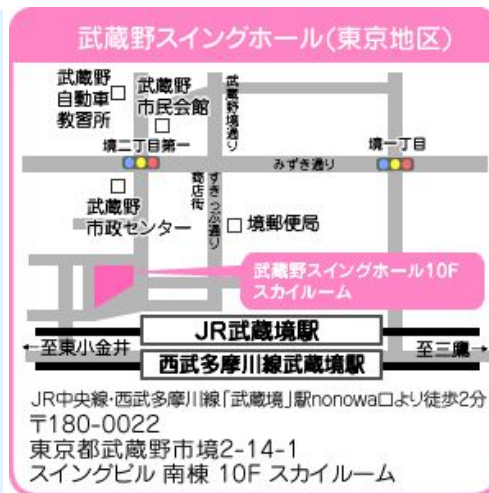 武蔵野スイングホール(東京地区)
武蔵野
自動車
教習所
武蔵野
市民会館
武蔵野境通り
境二丁目第一
みずき通り
境一丁目
武蔵野
市政センター
すきっぷ通り
商店街
境郵便局
武蔵野スイングホール10F
スカイルーム
JR武蔵境駅
←至東小金井
至三鷹→
西武多摩川線武蔵境駅
JR中央線・西武多摩川線「武蔵境」駅nonowa口より徒歩2分
〒180-0022
東京都武蔵野市境2-14-1
スイングビル 南棟 10F スカイルーム